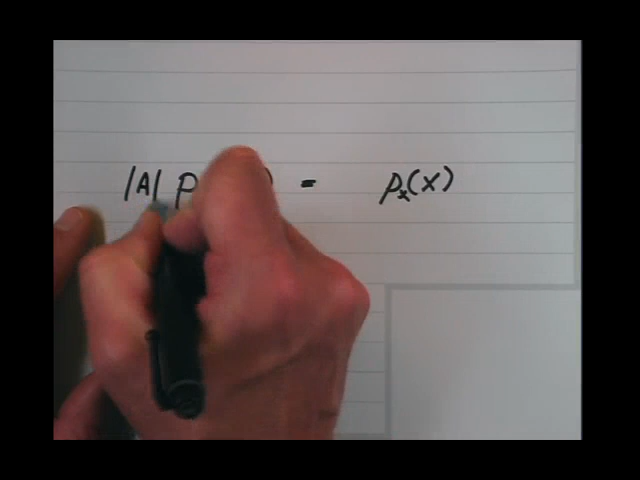 |A| p ) = pₓ(x)